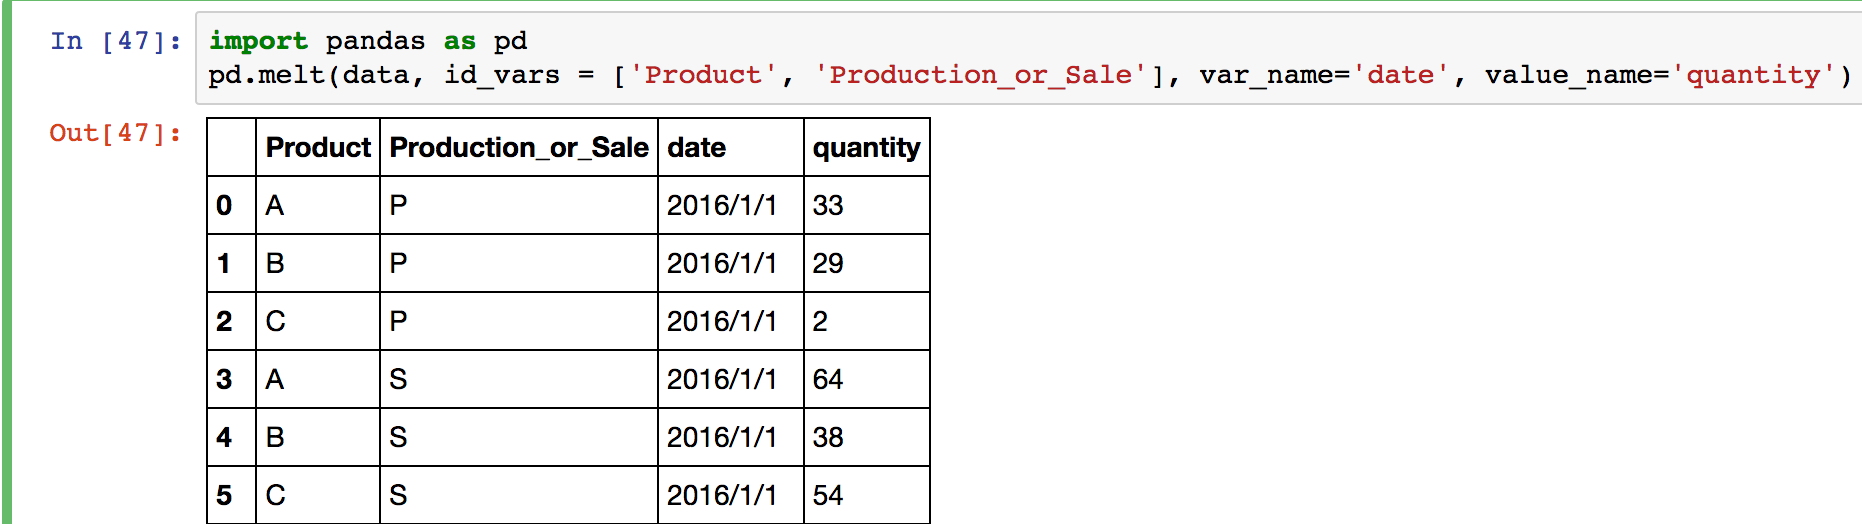 In [47]: import pandas as pd
pd.melt(data, id_vars = ['Product', 'Production_or_Sale'], var_name='date', value_name='quantity')
Out[47]:
Product Production_or_Sale date quantity
0 A P 2016/1/1 33
1 B P 2016/1/1 29
2 C P 2016/1/1 2
3 A S 2016/1/1 64
4 B S 2016/1/1 38
5 C S 2016/1/1 54